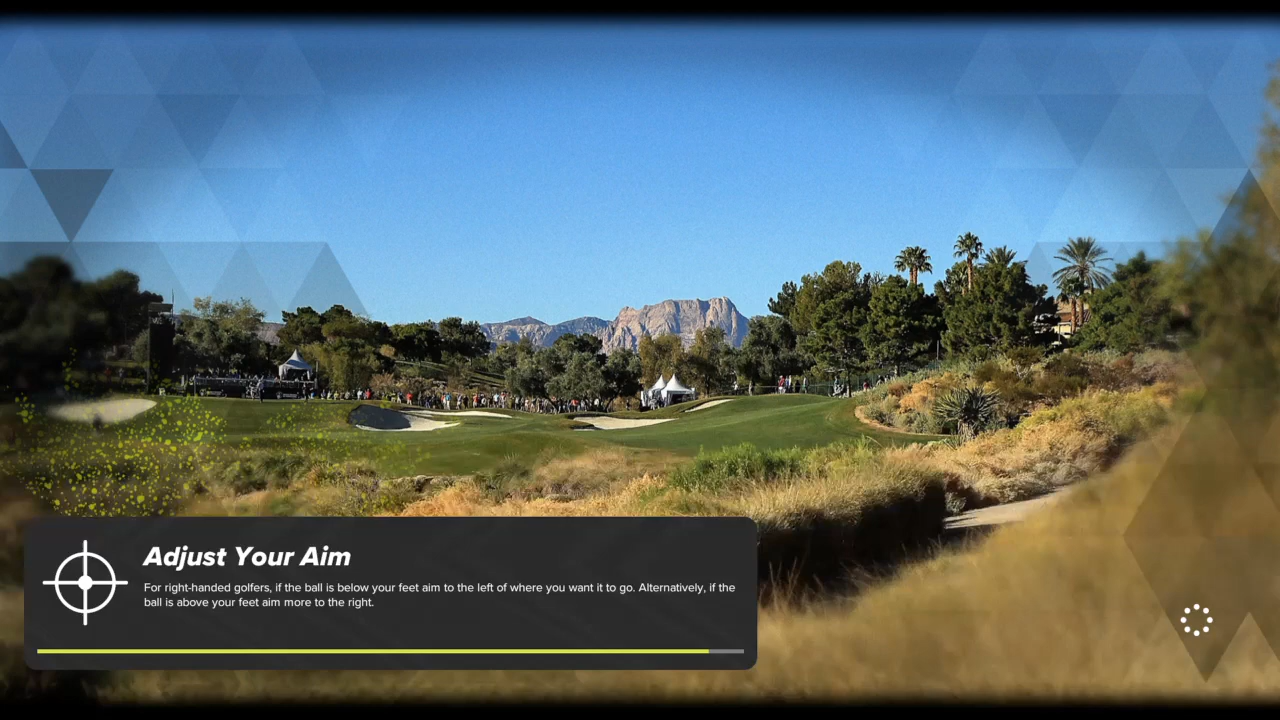 Adjust Your Aim
For right-handed golfers, if the ball is below your feet aim to the left of where you want it to go. Alternatively, if the
ball is above your feet aim more to the right.